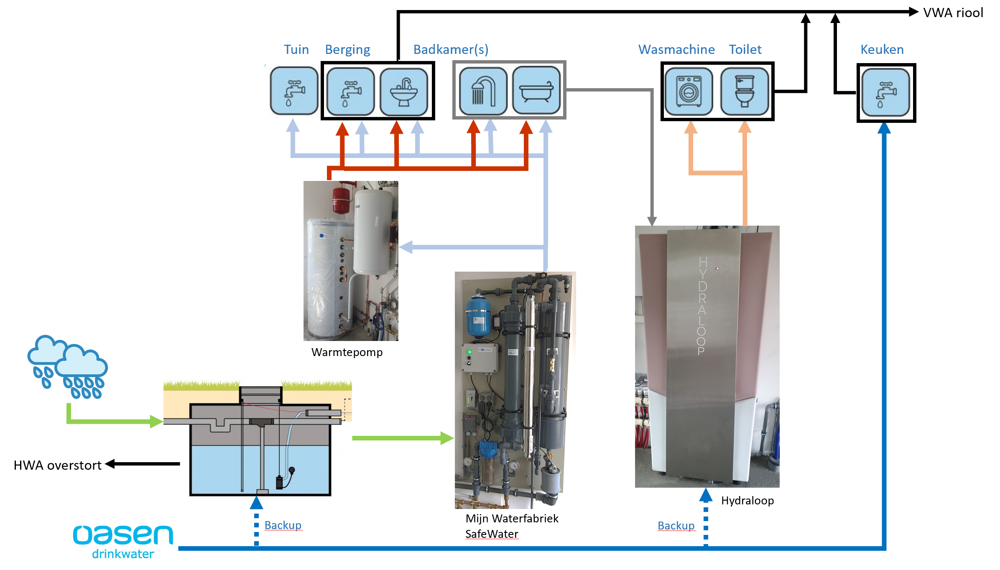 VWA riool
Tuin
Berging
Badkamer(s)
Wasmachine
Toilet
Keuken
Warmtepomp
HYDRALOOP
HWA overstort
Hydraloop
Mijn Waterfabriek
SafeWater
Backup
Backup
oasen
drinkwater